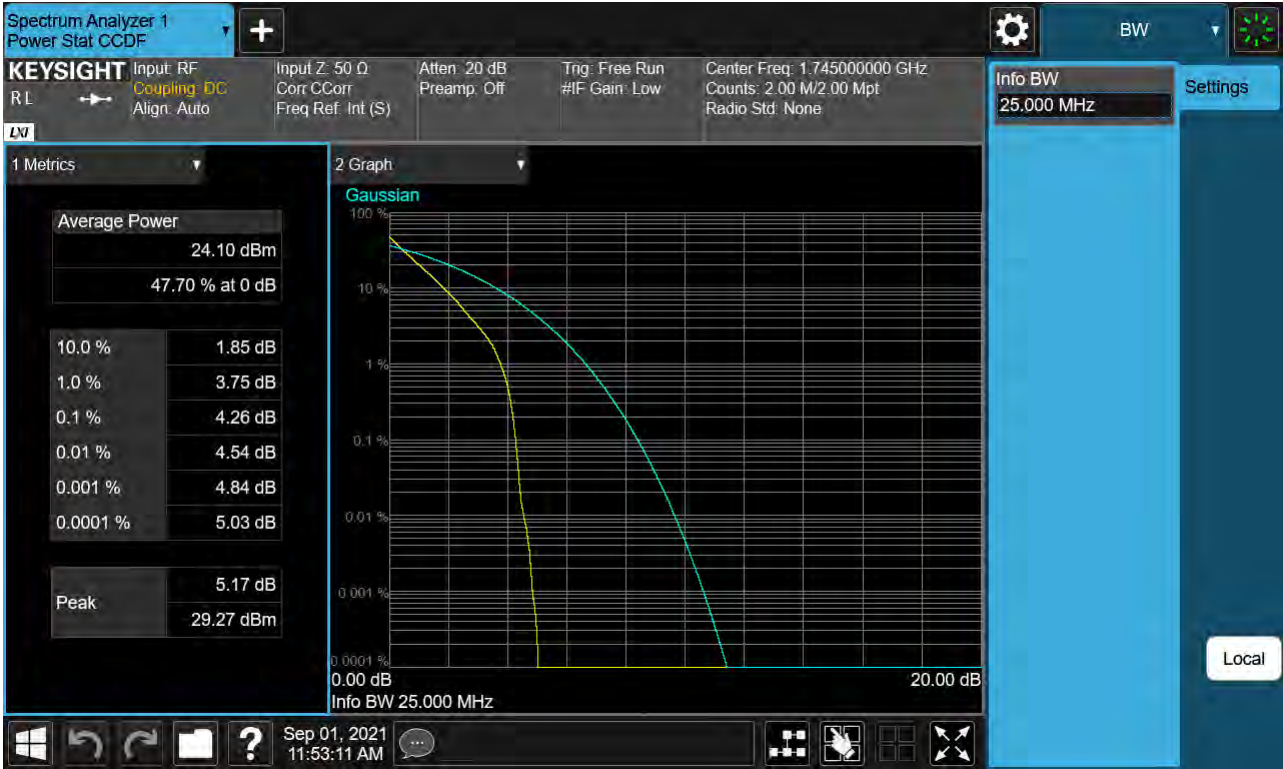 Spectrum Analyzer 1
Power Stat CCDF
BW
KEYSIGHT
Input: RF
Input Z: 50 Ω
Atten: 20 dB
Trig: Free Run
Center Freq: 1.745000000 GHz
RL
Coupling: DC
Corr CCorr
Preamp: Off
#IF Gain: Low
Counts: 2.00 M/2.00 Mpt
Align: Auto
Freq Ref: Int (S)
Radio Std: None
LXI
Info BW
25.000 MHz
Settings
1 Metrics
Average Power
24.10 dBm
47.70 % at 0 dB
10.0 % 1.85 dB
1.0 % 3.75 dB
0.1 % 4.26 dB
0.01 % 4.54 dB
0.001 % 4.84 dB
0.0001 % 5.03 dB
Peak
5.17 dB
29.27 dBm
2 Graph
Gaussian
100 %
10 %
1 %
0.1 %
0.01 %
0.001 %
0.0001 %
0.00 dB 20.00 dB
Info BW 25.000 MHz
Local
?
Sep 01, 2021
11:53:11 AM